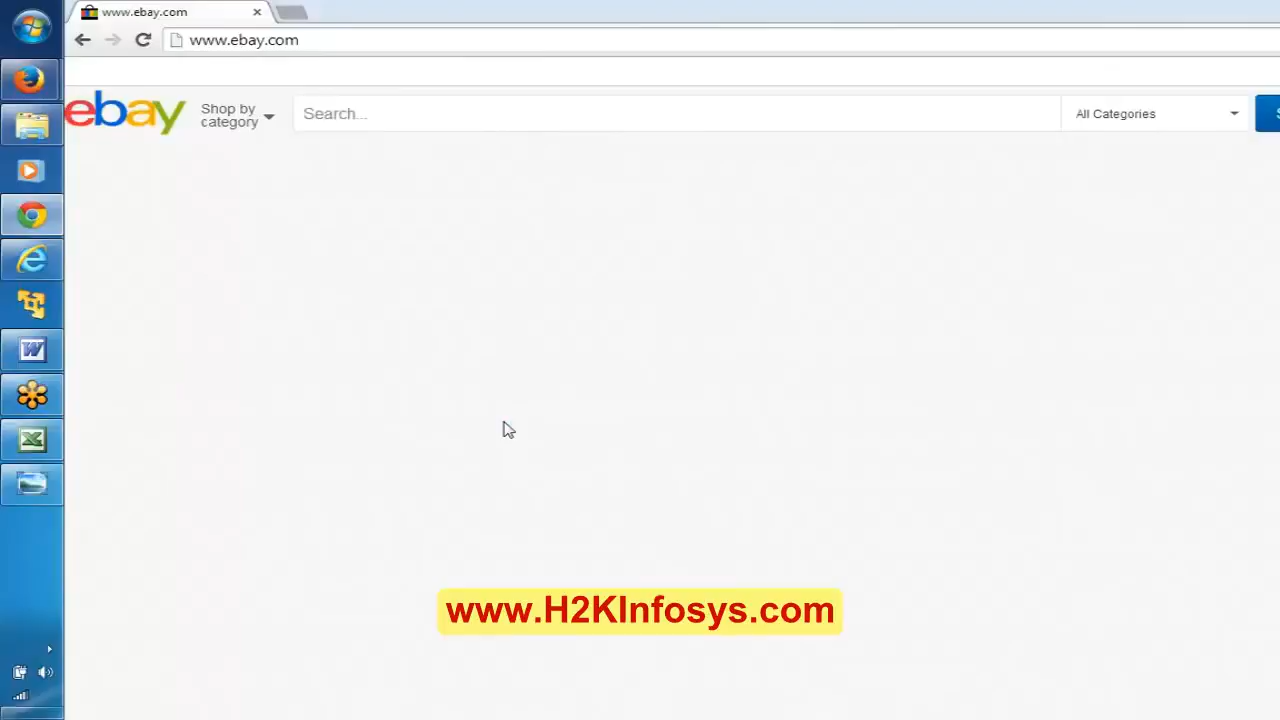 www.ebay.com
www.ebay.com
ebay
Shop by
category
Search...
All Categories
S
www.H2KInfosys.com